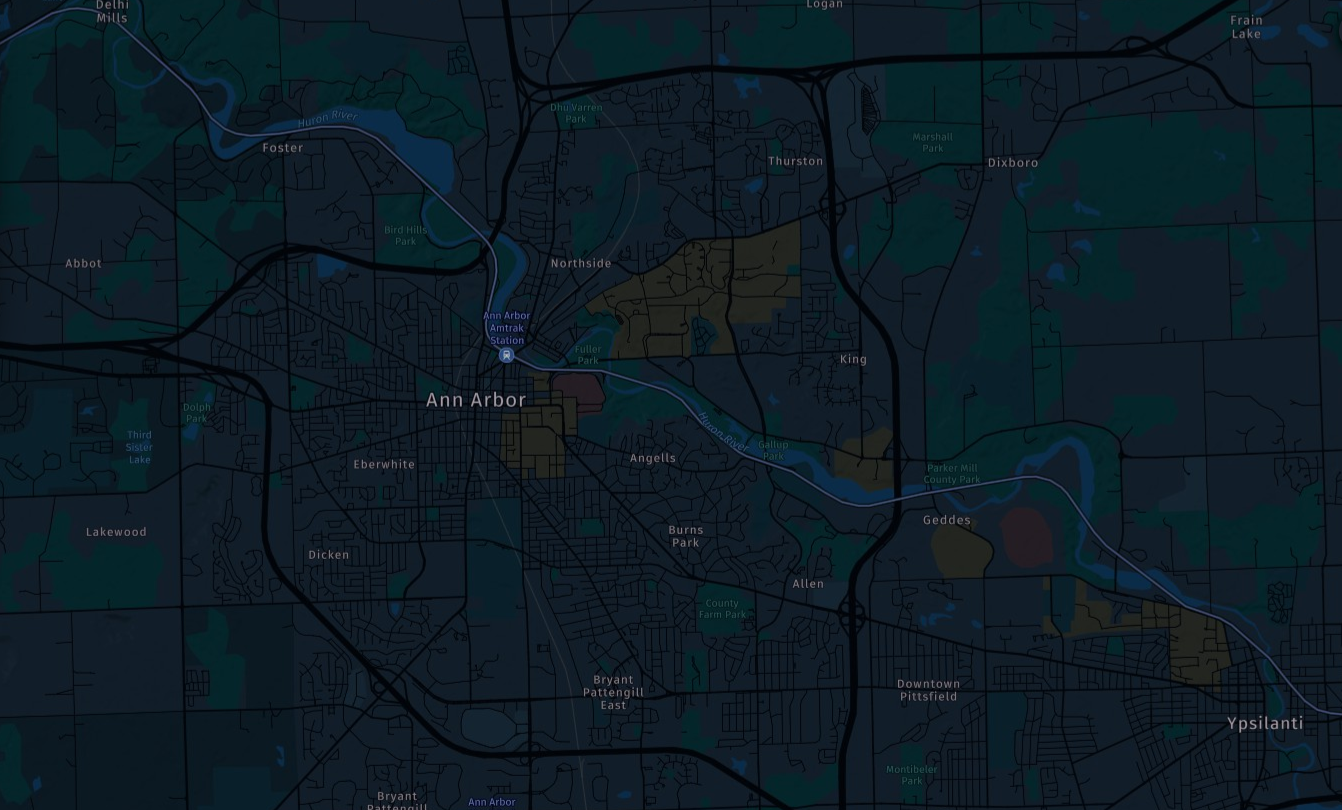 Delhi
Mills
Logan
Frain
Lake
Huron River
Foster
Dhu Varren
Park
Thurston
Marshall
Park
Dixboro
Bird Hills
Park
Abbot
Northside
Ann Arbor
Amtrak
Station
Fuller
Park
King
Ann Arbor
Dolph
Park
Third
Sister
Lake
Huron River
Gallup
Park
Eberwhite
Angells
Parker Mill
County Park
Geddes
Lakewood
Burns
Park
Dicken
Allen
County
Farm Park
Bryant
Pattengill
East
Downtown
Pittsfield
Ypsilanti
Montibeler
Park
Bryant
Pattengill
Ann Arbor